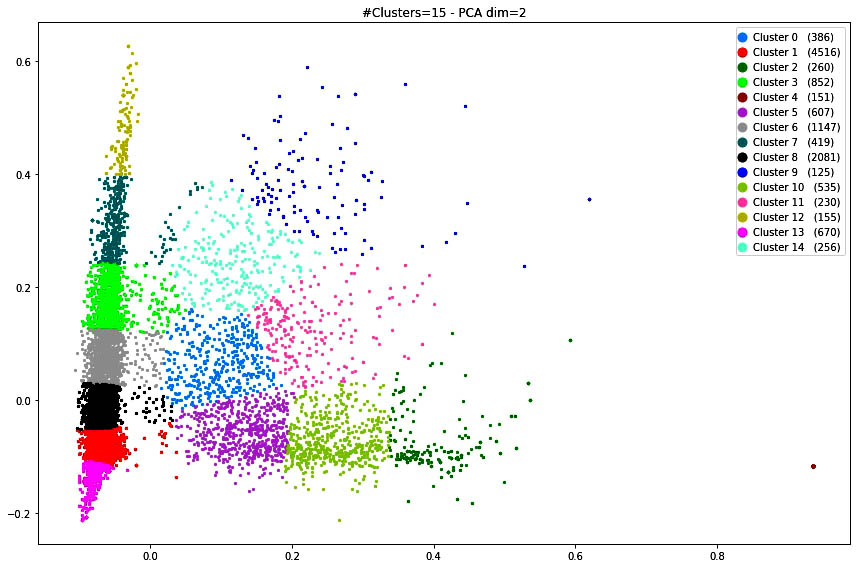 #Clusters=15 - PCA dim=2
0.6
0.4
0.2
0.0
−0.2
0.0 0.2 0.4 0.6 0.8
Cluster 0 (386)
Cluster 1 (4516)
Cluster 2 (260)
Cluster 3 (852)
Cluster 4 (151)
Cluster 5 (607)
Cluster 6 (1147)
Cluster 7 (419)
Cluster 8 (2081)
Cluster 9 (125)
Cluster 10 (535)
Cluster 11 (230)
Cluster 12 (155)
Cluster 13 (670)
Cluster 14 (256)